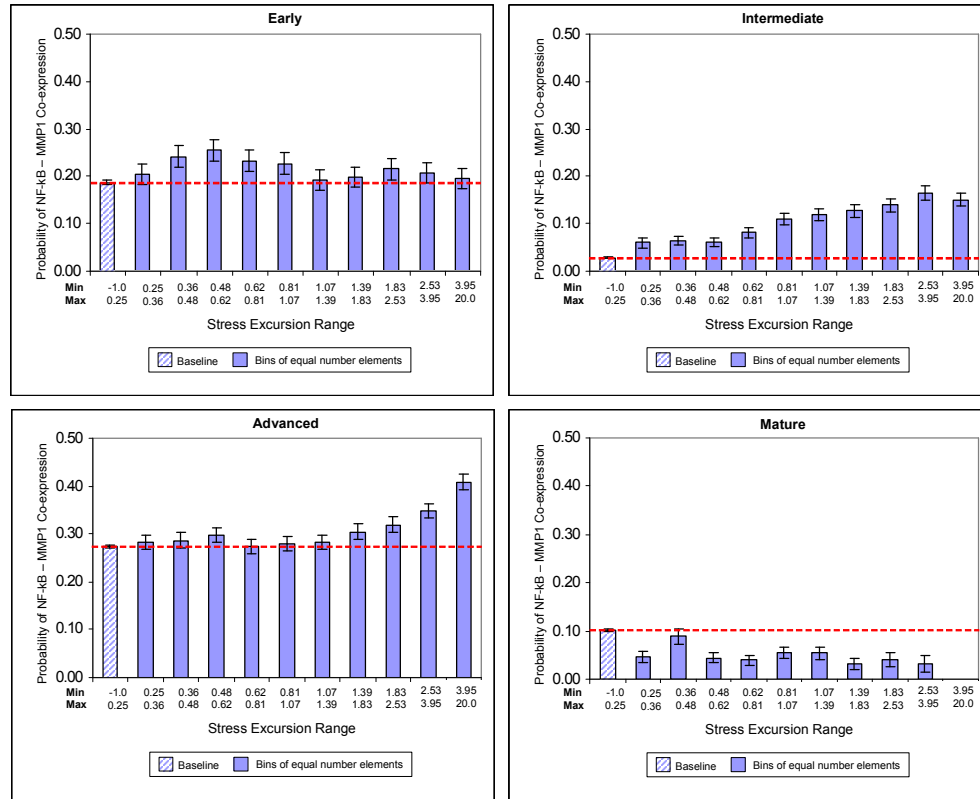 Early
Probability of NF-kB – MMP1 Co-expression
0.50
0.40
0.30
0.20
0.10
0.00
Min -1.0 0.25 0.36 0.48 0.62 0.81 1.07 1.39 1.83 2.53 3.95
Max 0.25 0.36 0.48 0.62 0.81 1.07 1.39 1.83 2.53 3.95 20.0
Stress Excursion Range
Baseline Bins of equal number elements
Intermediate
Probability of NF-kB – MMP1 Co-expression
0.50
0.40
0.30
0.20
0.10
0.00
Min -1.0 0.25 0.36 0.48 0.62 0.81 1.07 1.39 1.83 2.53 3.95
Max 0.25 0.36 0.48 0.62 0.81 1.07 1.39 1.83 2.53 3.95 20.0
Stress Excursion Range
Baseline Bins of equal number elements
Advanced
Probability of NF-kB – MMP1 Co-expression
0.50
0.40
0.30
0.20
0.10
0.00
Min -1.0 0.25 0.36 0.48 0.62 0.81 1.07 1.39 1.83 2.53 3.95
Max 0.25 0.36 0.48 0.62 0.81 1.07 1.39 1.83 2.53 3.95 20.0
Stress Excursion Range
Baseline Bins of equal number elements
Mature
Probability of NF-kB – MMP1 Co-expression
0.50
0.40
0.30
0.20
0.10
0.00
Min -1.0 0.25 0.36 0.48 0.62 0.81 1.07 1.39 1.83 2.53 3.95
Max 0.25 0.36 0.48 0.62 0.81 1.07 1.39 1.83 2.53 3.95 20.0
Stress Excursion Range
Baseline Bins of equal number elements